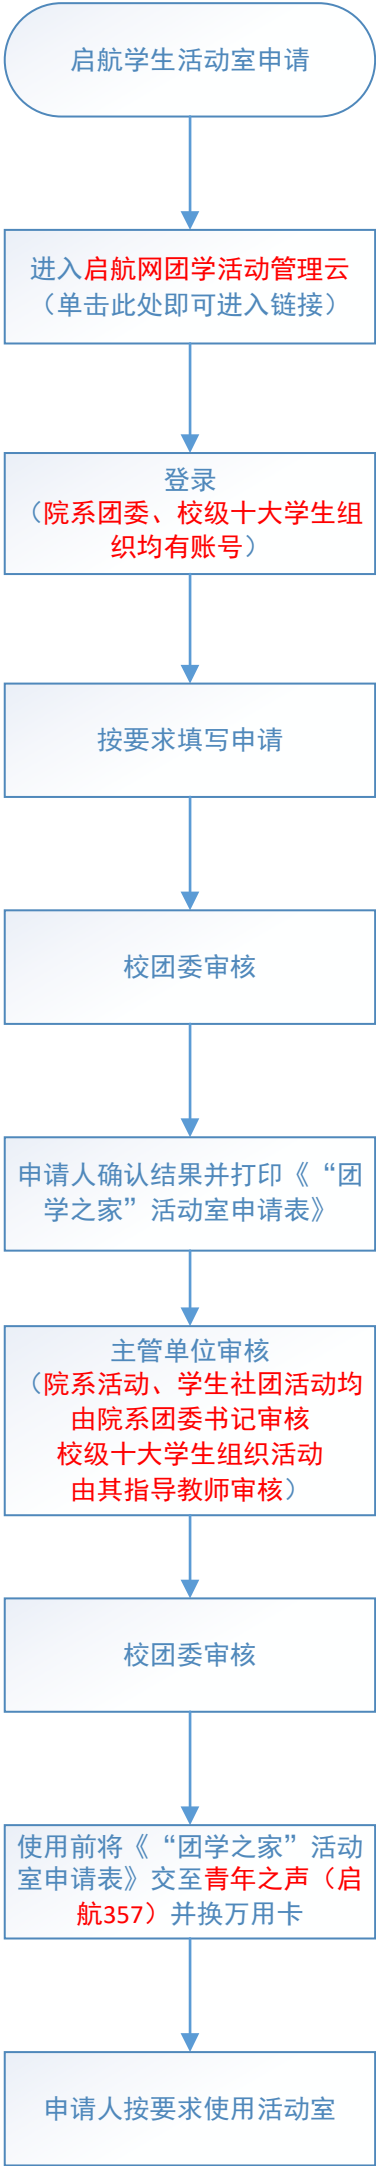 启航学生活动室申请
进入启航网团学活动管理云
（单击此处即可进入链接）
登录
（院系团委、校级十大学生组
织均有账号）
按要求填写申请
校团委审核
申请人确认结果并打印《“团
学之家”活动室申请表》
主管单位审核
（院系活动、学生社团活动均
由院系团委书记审核
校级十大学生组织活动
由其指导教师审核）
校团委审核
使用前将《“团学之家”活动
室申请表》交至青年之声（启
航357）并换万用卡
申请人按要求使用活动室